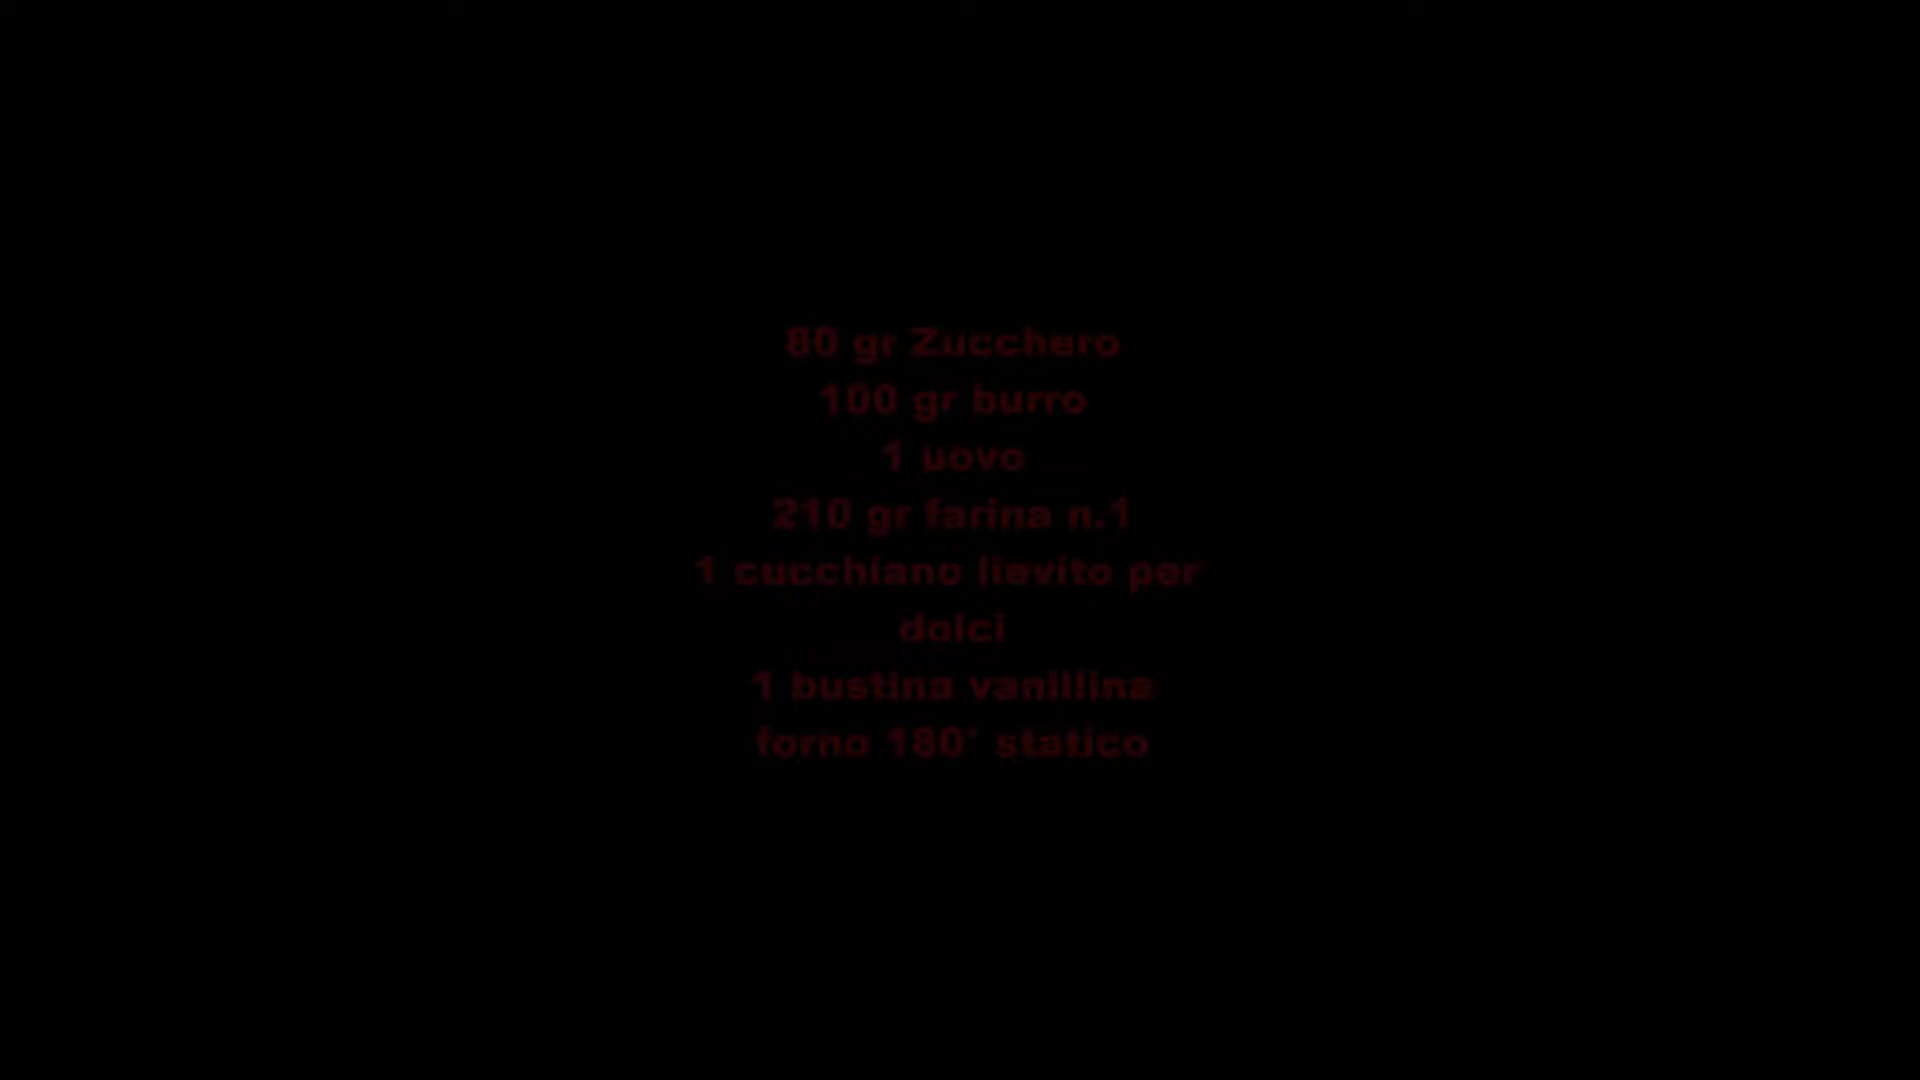 80 gr Zucchero
100 gr burro
1 uovo
210 gr farina n.1
1 cucchiano lievito per
dolci
1 bustina vanillina
forno 180° statico